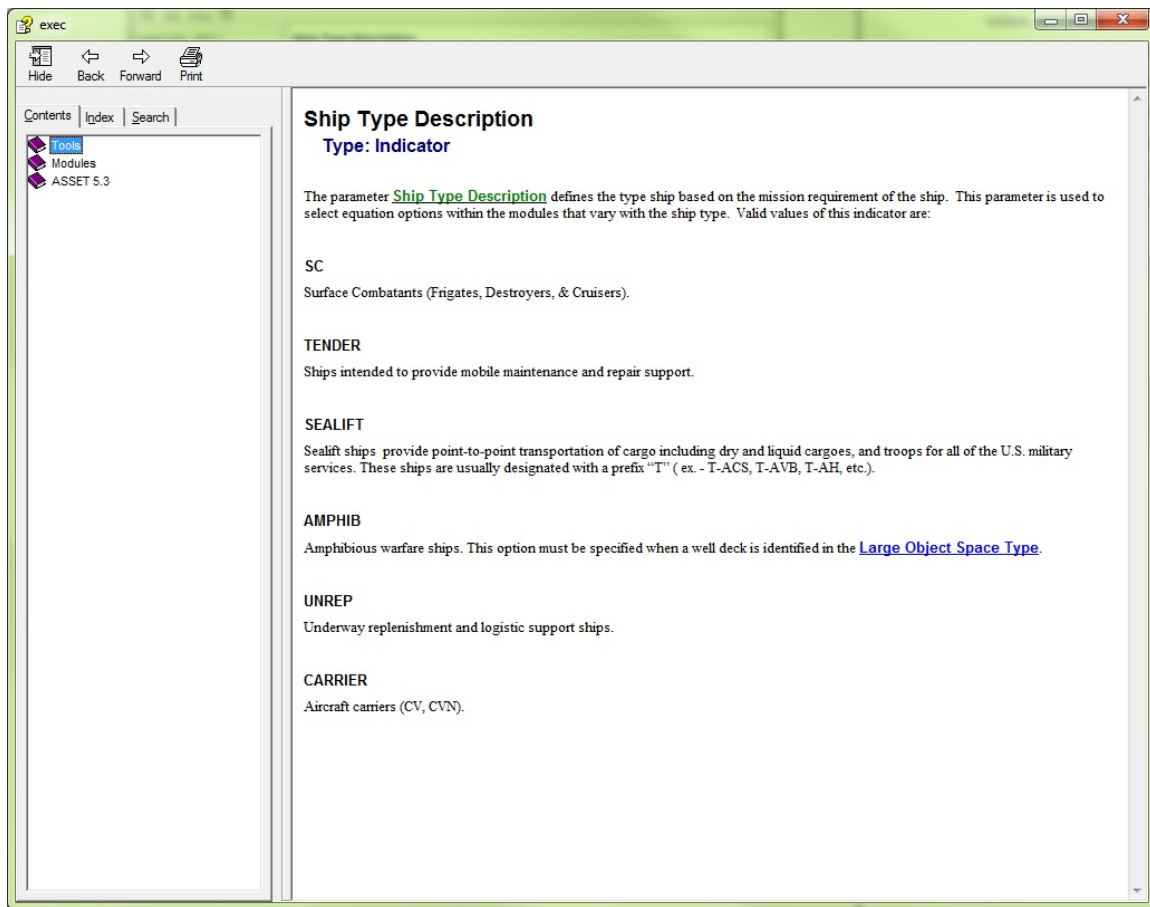 exec
Hide Back Forward Print
Contents Index Search
Tools
Modules
ASSET 5.3
Ship Type Description
Type: Indicator
The parameter Ship Type Description defines the type ship based on the mission requirement of the ship.  This parameter is used to
select equation options within the modules that vary with the ship type.  Valid values of this indicator are:
SC
Surface Combatants (Frigates, Destroyers, & Cruisers).
TENDER
Ships intended to provide mobile maintenance and repair support.
SEALIFT
Sealift ships  provide point-to-point transportation of cargo including dry and liquid cargoes, and troops for all of the U.S. military
services. These ships are usually designated with a prefix “T” ( ex. - T-ACS, T-AVB, T-AH, etc.).
AMPHIB
Amphibious warfare ships. This option must be specified when a well deck is identified in the Large Object Space Type.
UNREP
Underway replenishment and logistic support ships.
CARRIER
Aircraft carriers (CV, CVN).